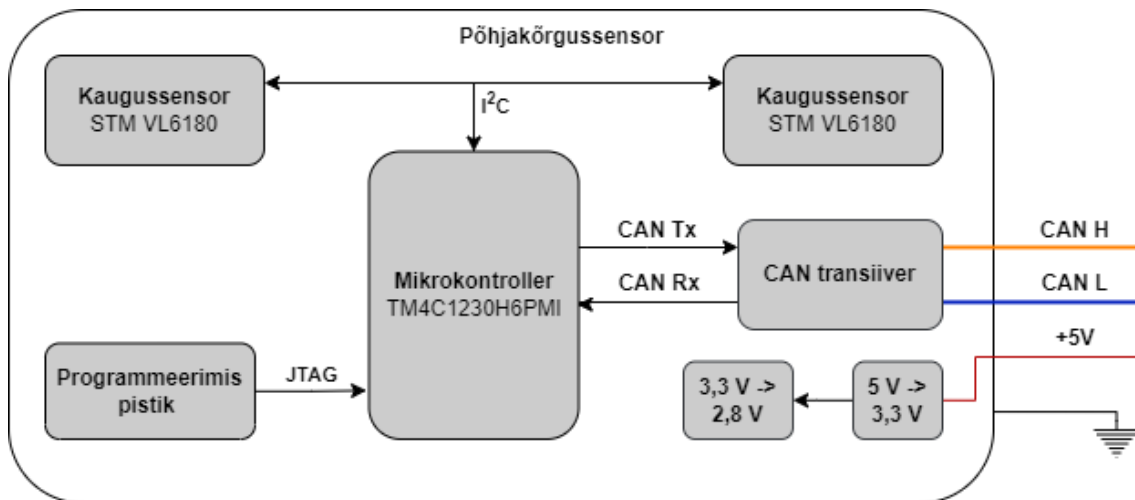 Põhjakõrgussensor
Kaugussensor
STM VL6180
I²C
Kaugussensor
STM VL6180
Mikrokontroller
TM4C1230H6PMI
CAN Tx
CAN Rx
CAN transiiver
CAN H
CAN L
+5V
Programmeerimis
pistik
JTAG
3,3 V ->
2,8 V
5 V ->
3,3 V